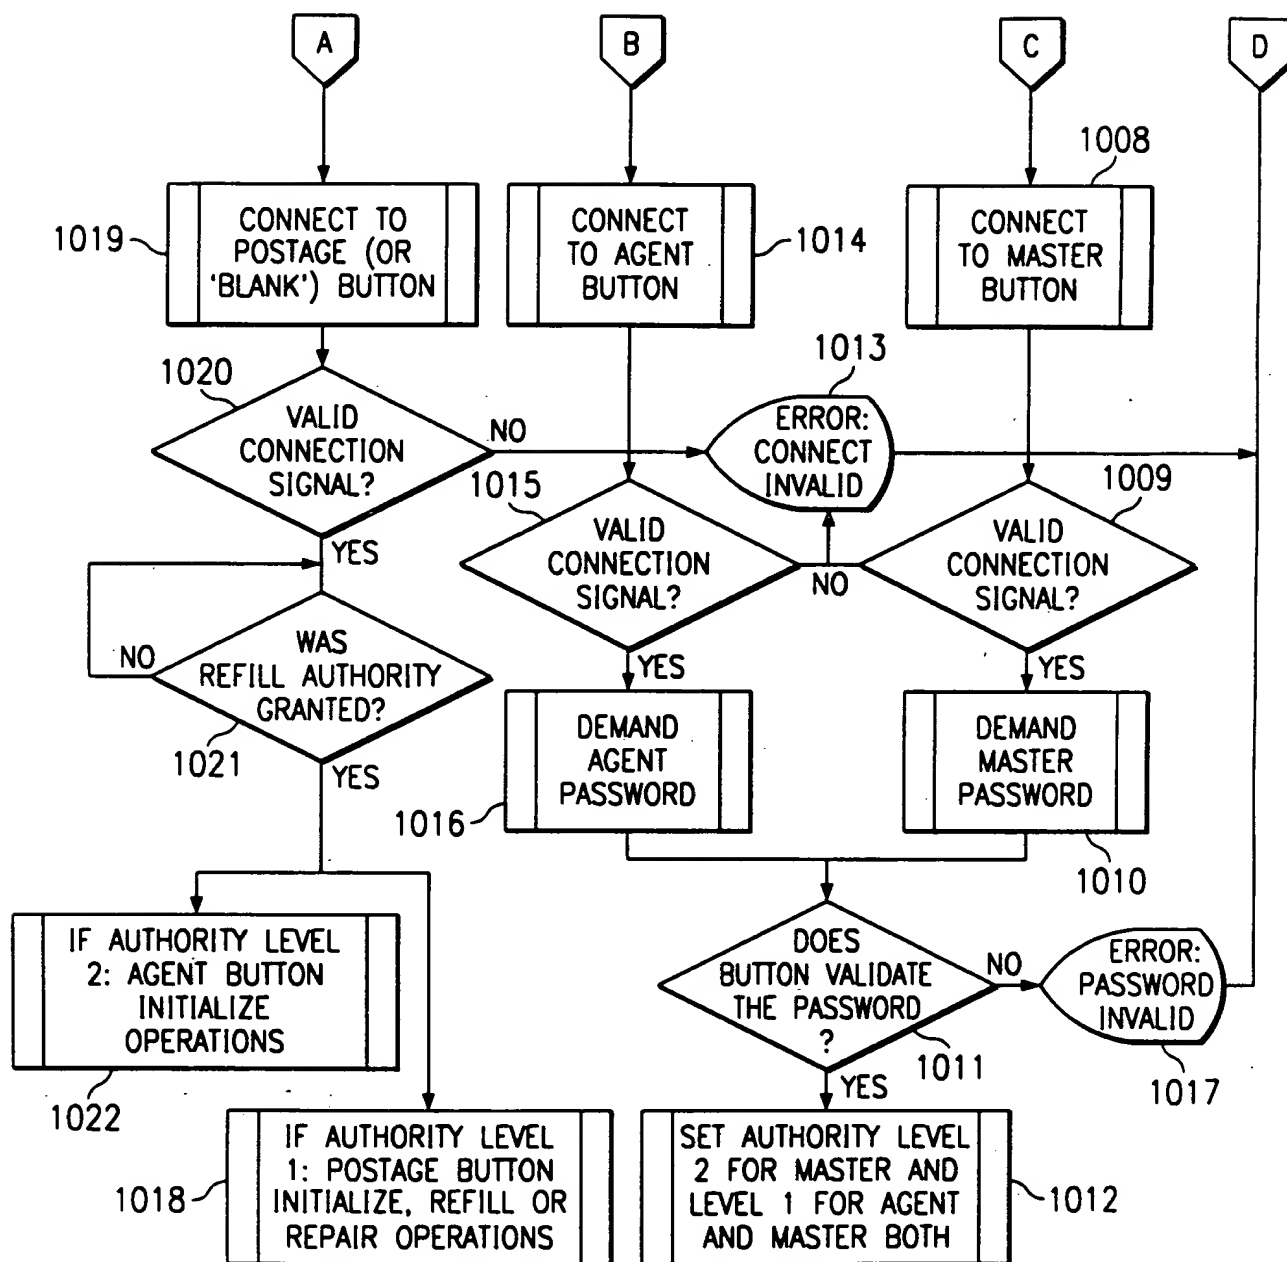 A
B
C
D
1008
CONNECT TO
POSTAGE (OR
'BLANK') BUTTON
1019
CONNECT
TO AGENT
BUTTON
1014
CONNECT
TO MASTER
BUTTON
1020
VALID
CONNECTION
SIGNAL?
NO
YES
1013
ERROR:
CONNECT
INVALID
1015
VALID
CONNECTION
SIGNAL?
NO
YES
1009
VALID
CONNECTION
SIGNAL?
YES
WAS
REFILL AUTHORITY
GRANTED?
NO
1021
YES
DEMAND
AGENT
PASSWORD
1016
DEMAND
MASTER
PASSWORD
1010
IF AUTHORITY LEVEL
2: AGENT BUTTON
INITIALIZE
OPERATIONS
1022
DOES
BUTTON VALIDATE
THE PASSWORD
?
NO
1011
YES
ERROR:
PASSWORD
INVALID
1017
IF AUTHORITY LEVEL
1: POSTAGE BUTTON
INITIALIZE, REFILL OR
REPAIR OPERATIONS
1018
SET AUTHORITY LEVEL
2 FOR MASTER AND
LEVEL 1 FOR AGENT
AND MASTER BOTH
1012